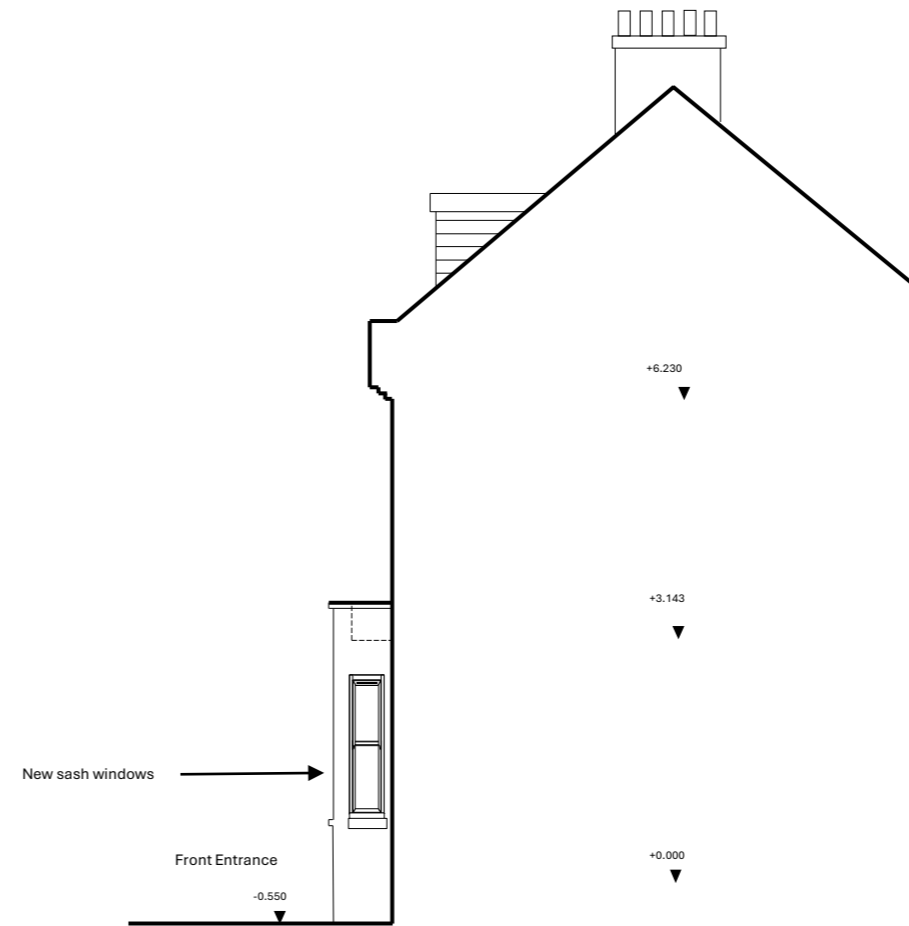 +6.230
+3.143
New sash windows
Front Entrance
+0.000
-0.550